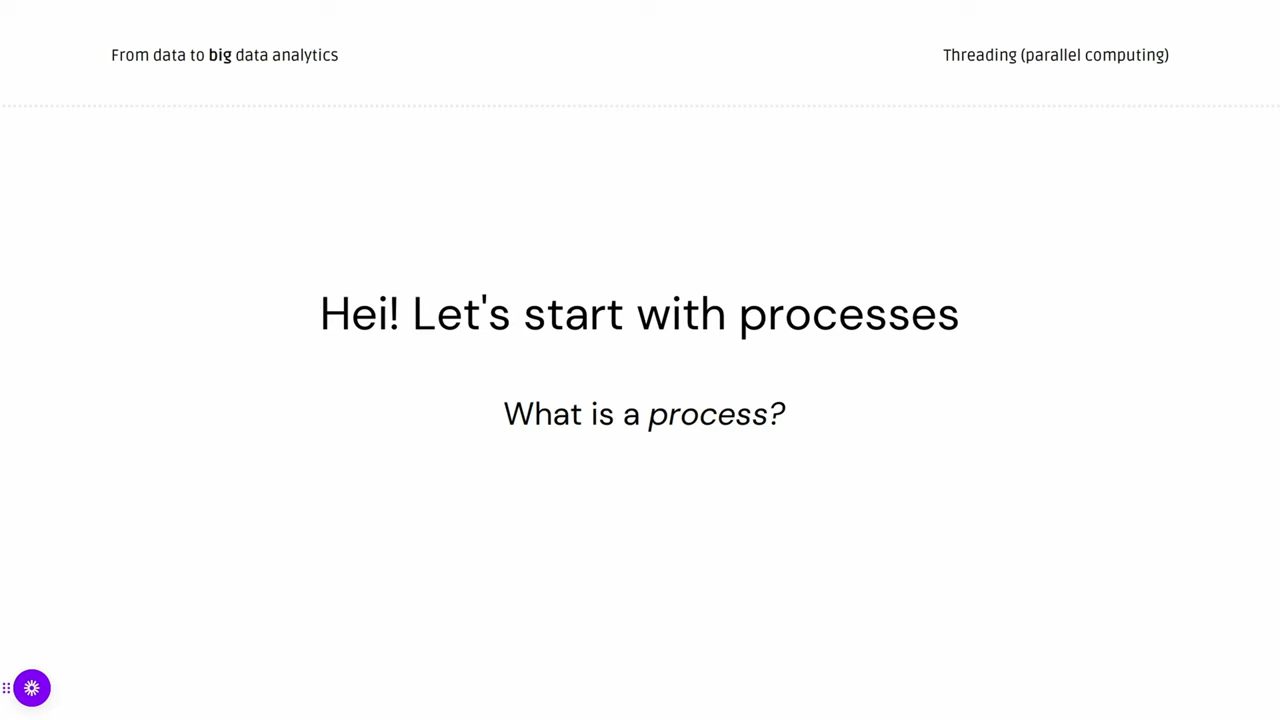 From data to big data analytics
Threading (parallel computing)
Hei! Let's start with processes
What is a process?